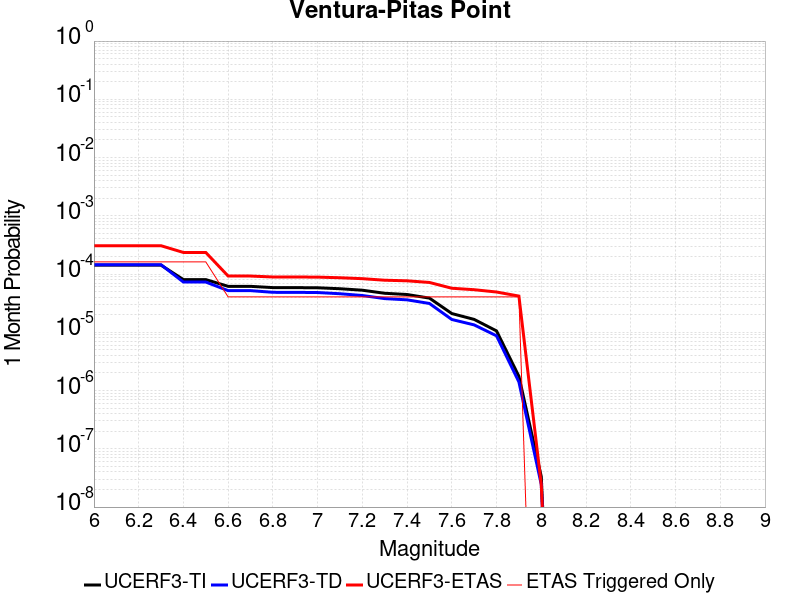 Ventura-Pitas Point
10^0
10^-1
10^-2
10^-3
10^-4
10^-5
10^-6
10^-7
10^-8
1 Month Probability
6 6.2 6.4 6.6 6.8 7 7.2 7.4 7.6 7.8 8 8.2 8.4 8.6 8.8 9
Magnitude
UCERF3-TI UCERF3-TD UCERF3-ETAS ETAS Triggered Only